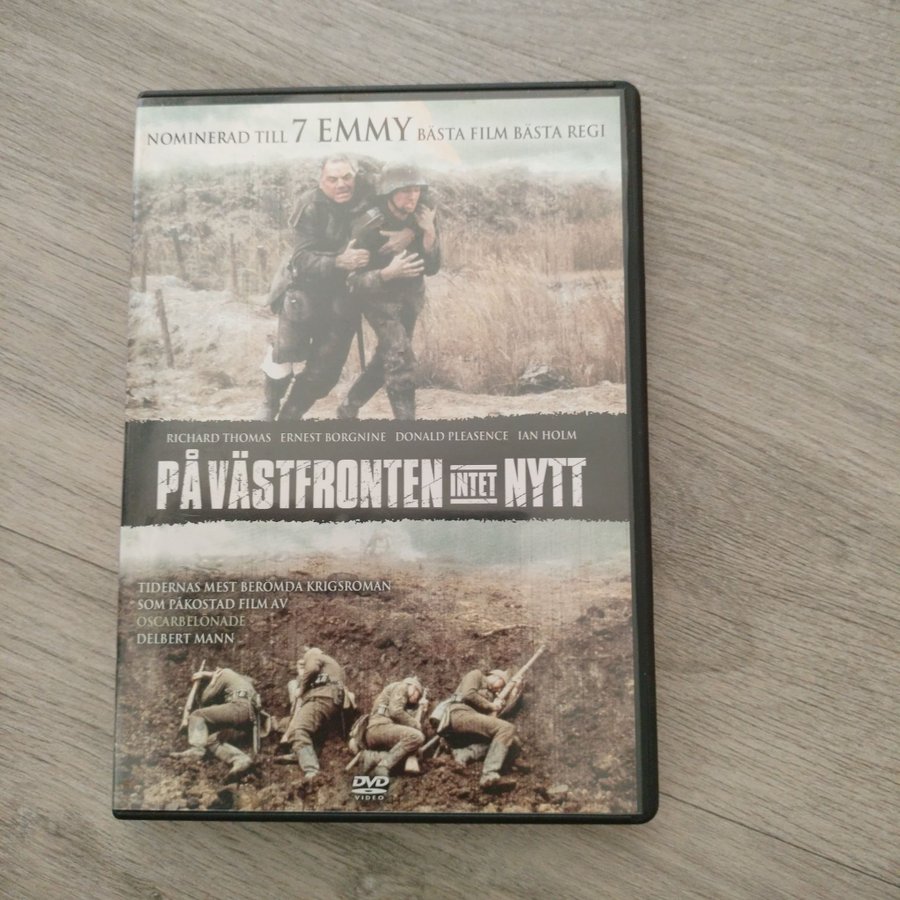 NOMINERAD TILL 7 EMMY BÄSTA FILM BÄSTA REGI
RICHARD THOMAS ERNEST BORGNINE DONALD PLEASENCE IAN HOLM
PÅ VÄSTFRONTEN INTET NYTT
TIDERNAS MEST BERÖMDA KRIGSROMAN
SOM PÅKOSTAD FILM AV
OSCARBELÖNADE
DELBERT MANN
DVD
VIDEO